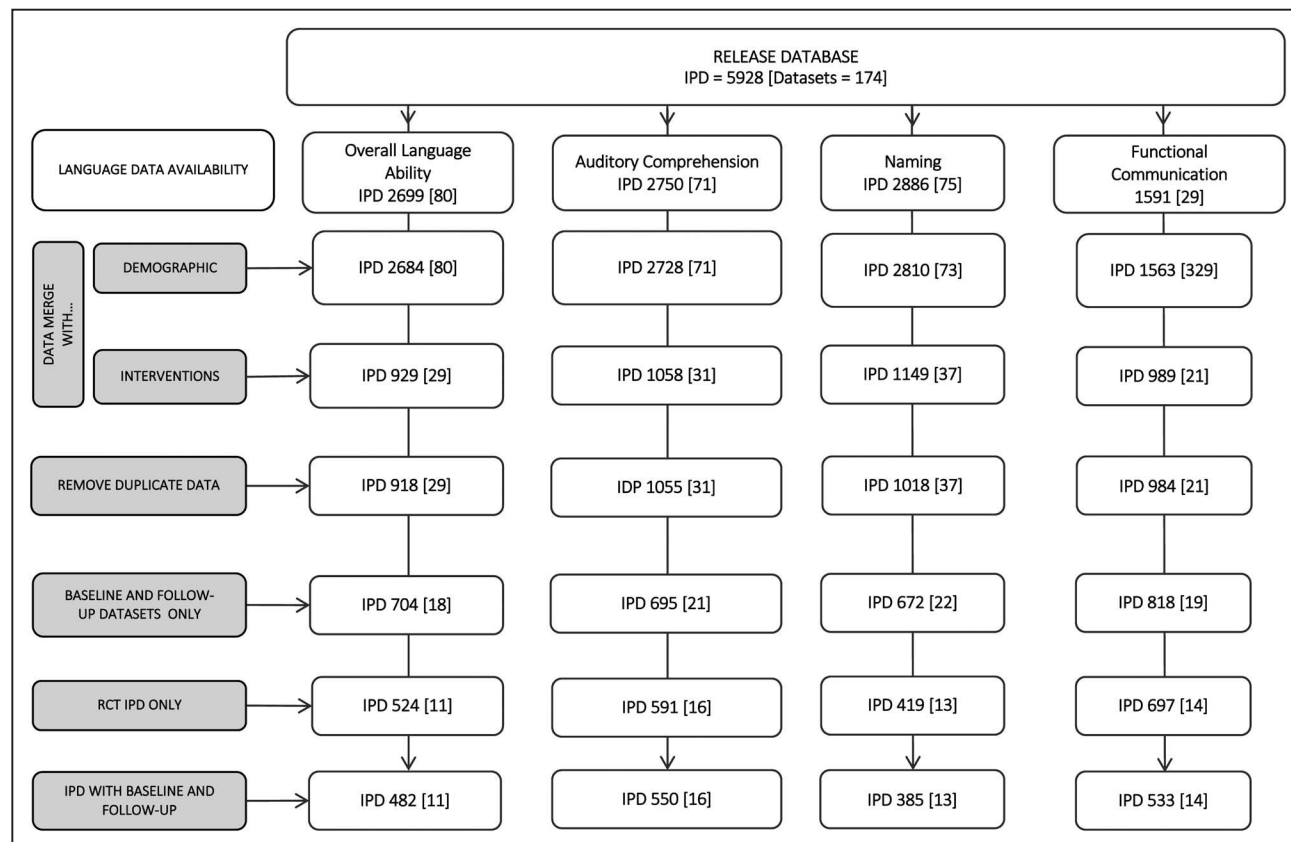 RELEASE DATABASE
IPD = 5928 [Datasets = 174]
LANGUAGE DATA AVAILABILITY
Overall Language
Ability
IPD 2699 [80]
Auditory Comprehension
IPD 2750 [71]
Naming
IPD 2886 [75]
Functional
Communication
1591 [29]
DATA MERGE
WITH...
DEMOGRAPHIC
IPD 2684 [80]
IPD 2728 [71]
IPD 2810 [73]
IPD 1563 [329]
INTERVENTIONS
IPD 929 [29]
IPD 1058 [31]
IPD 1149 [37]
IPD 989 [21]
REMOVE DUPLICATE DATA
IPD 918 [29]
IDP 1055 [31]
IPD 1018 [37]
IPD 984 [21]
BASELINE AND FOLLOW-
UP DATASETS ONLY
IPD 704 [18]
IPD 695 [21]
IPD 672 [22]
IPD 818 [19]
RCT IPD ONLY
IPD 524 [11]
IPD 591 [16]
IPD 419 [13]
IPD 697 [14]
IPD WITH BASELINE AND
FOLLOW-UP
IPD 482 [11]
IPD 550 [16]
IPD 385 [13]
IPD 533 [14]